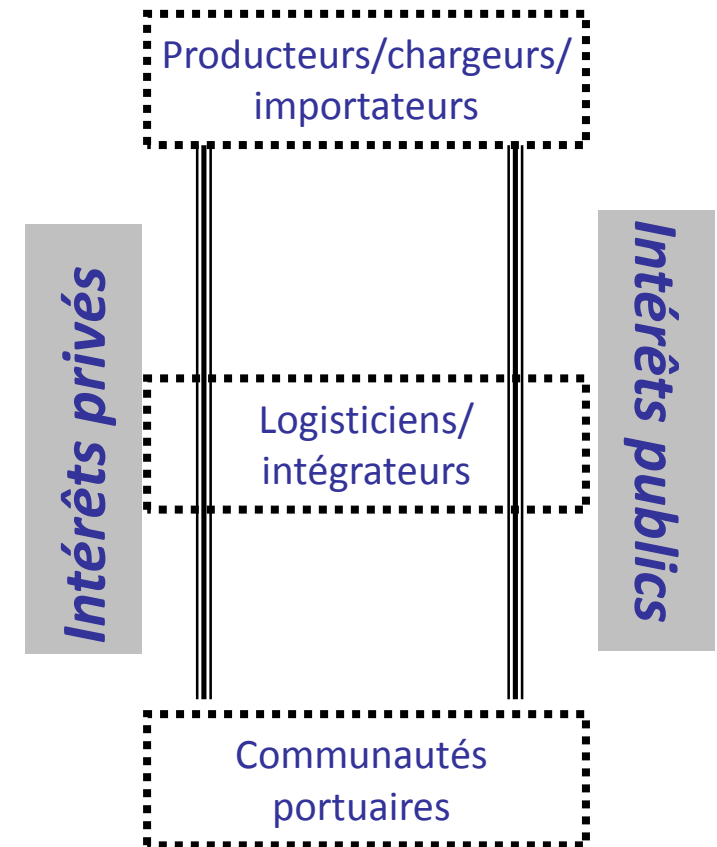 Producteurs/chargeurs/
importateurs
Intérêts privés
Intérêts publics
Logisticiens/
intégrateurs
Communautés
portuaires